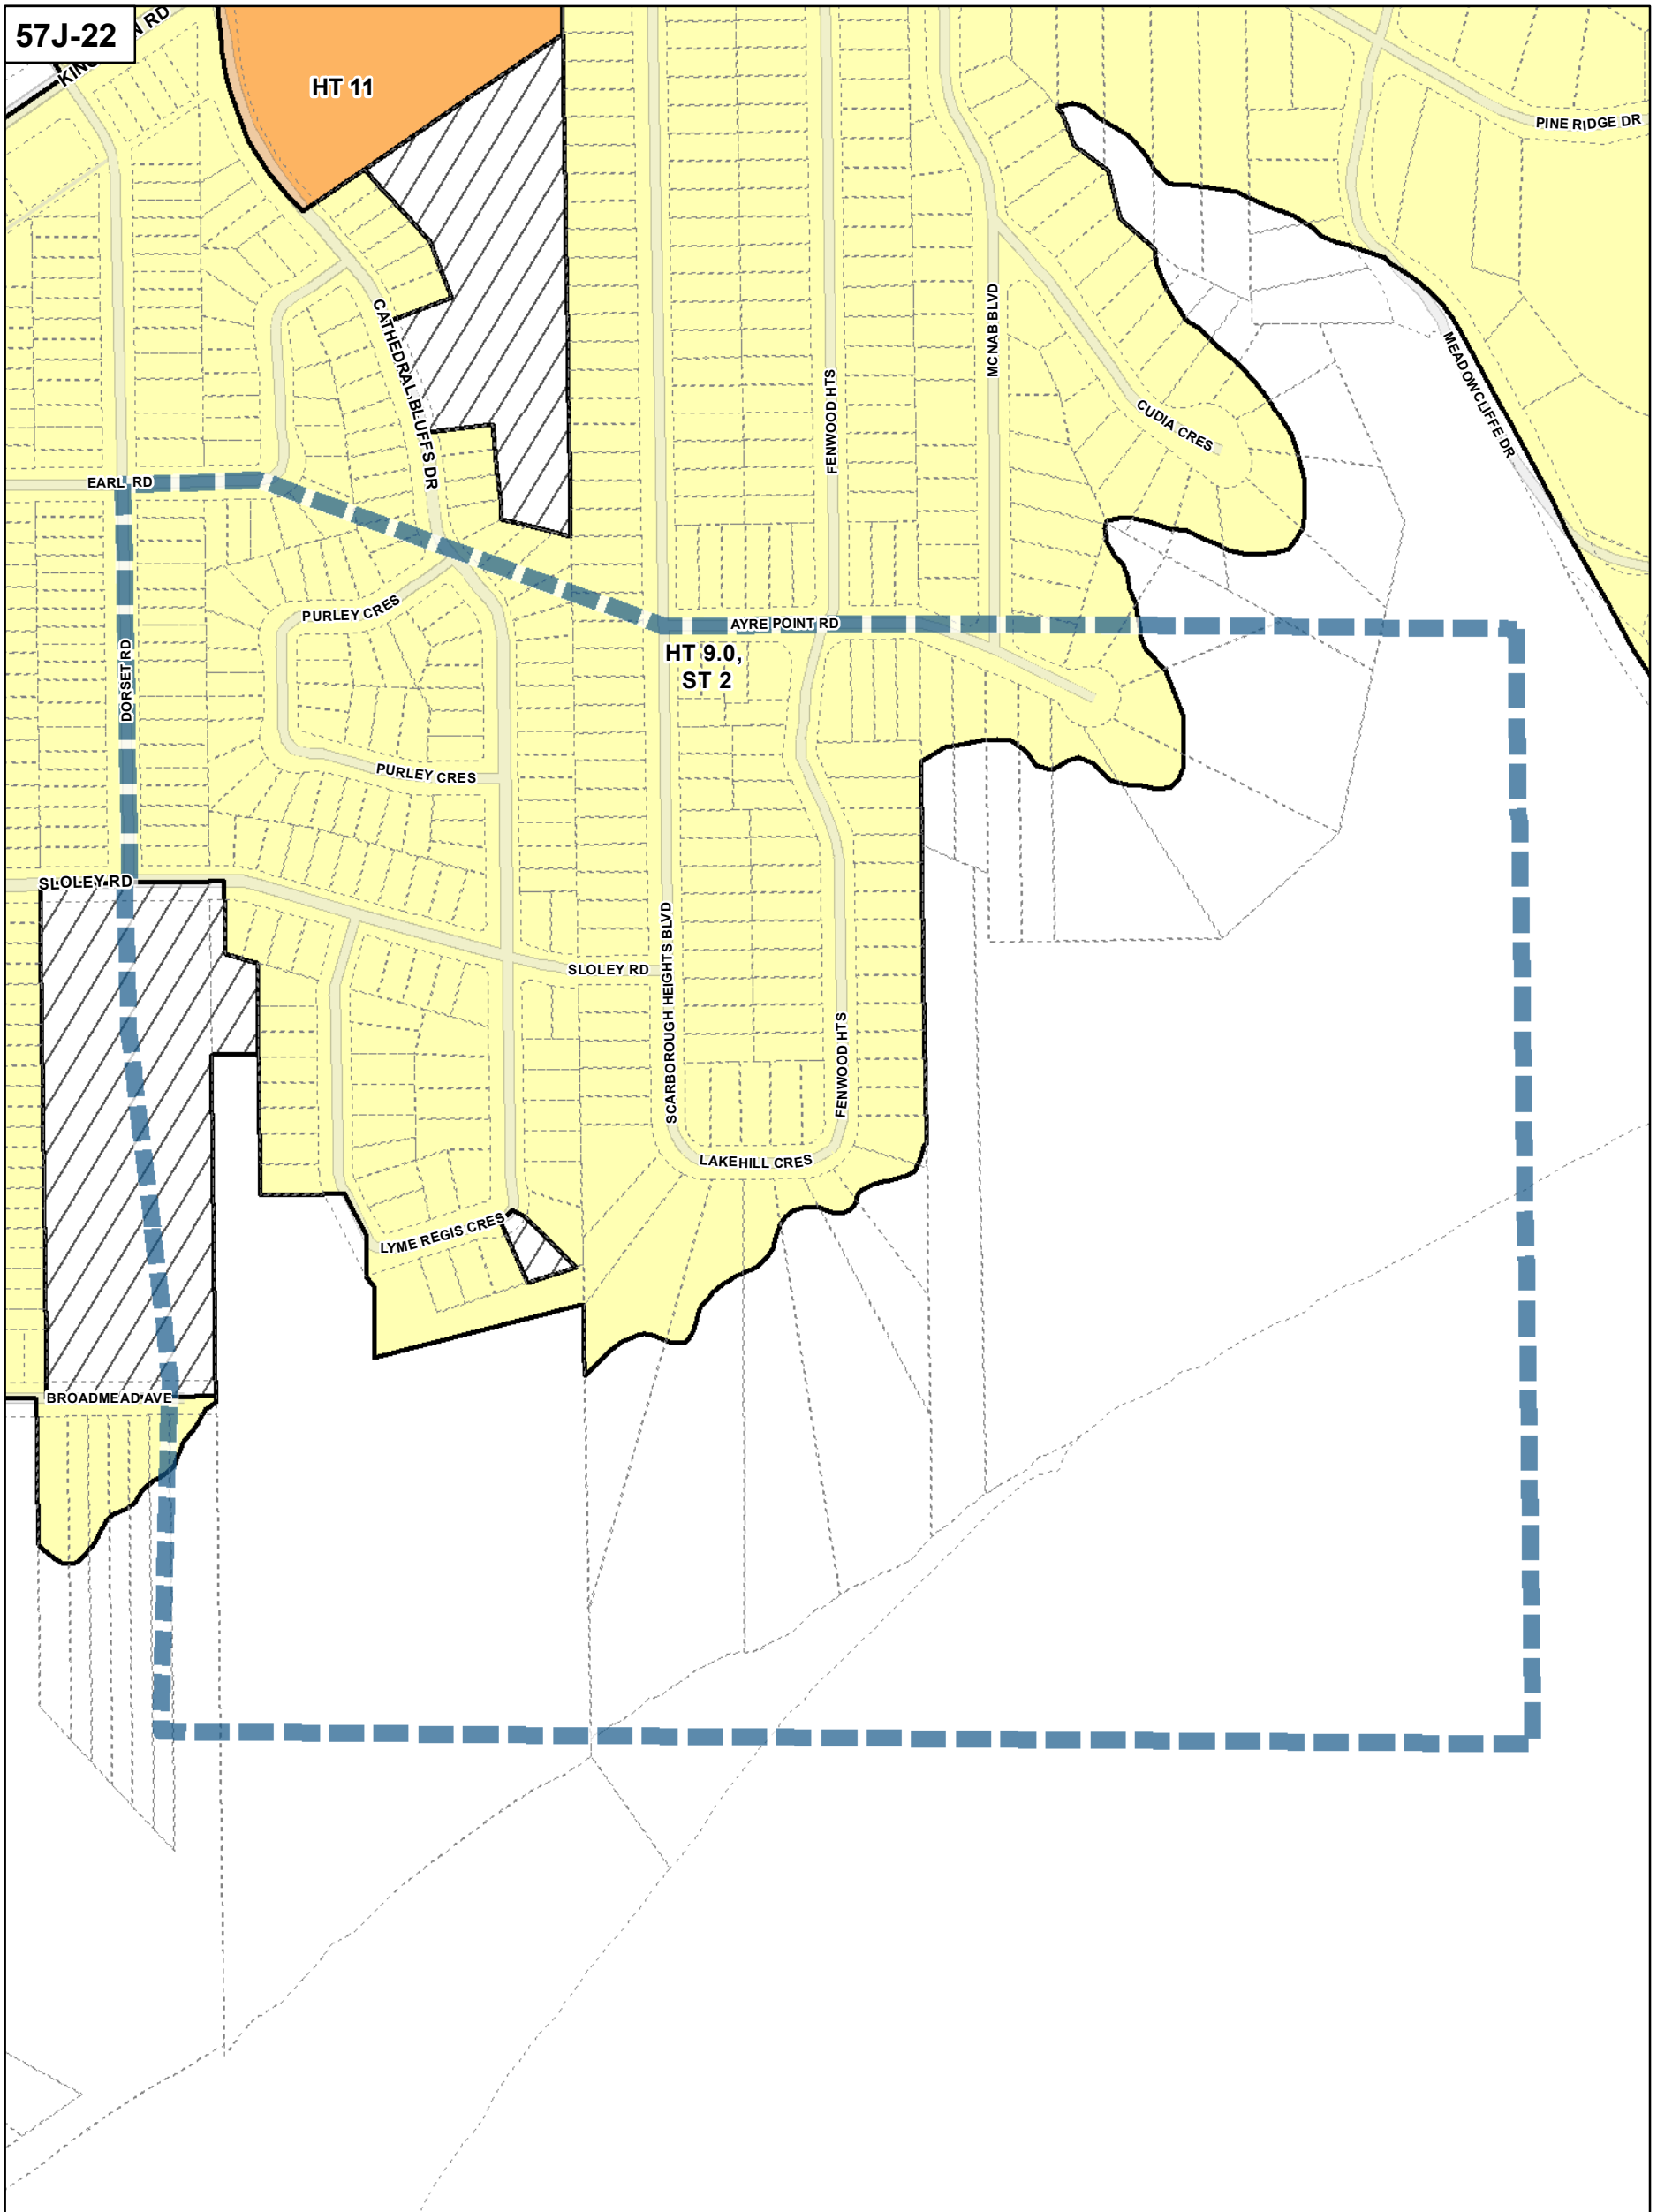 57J-22
HT 11
PINE RIDGE DR
CATHEDRAL BLUFFS DR
MCNAB BLVD
MEADOWCLIFFE DR
FENWOOD HTS
CUDIA CRES
EARL RD
PURLEY CRES
AYRE POINT RD
HT 9.0,
ST 2
DORSET RD
PURLEY CRES
SLOLEY RD
SLOLEY RD
SCARBOROUGH HEIGHTS BLVD
FENWOOD HTS
LAKEHILL CRES
LYME REGIS CRES
BROADMEAD AVE